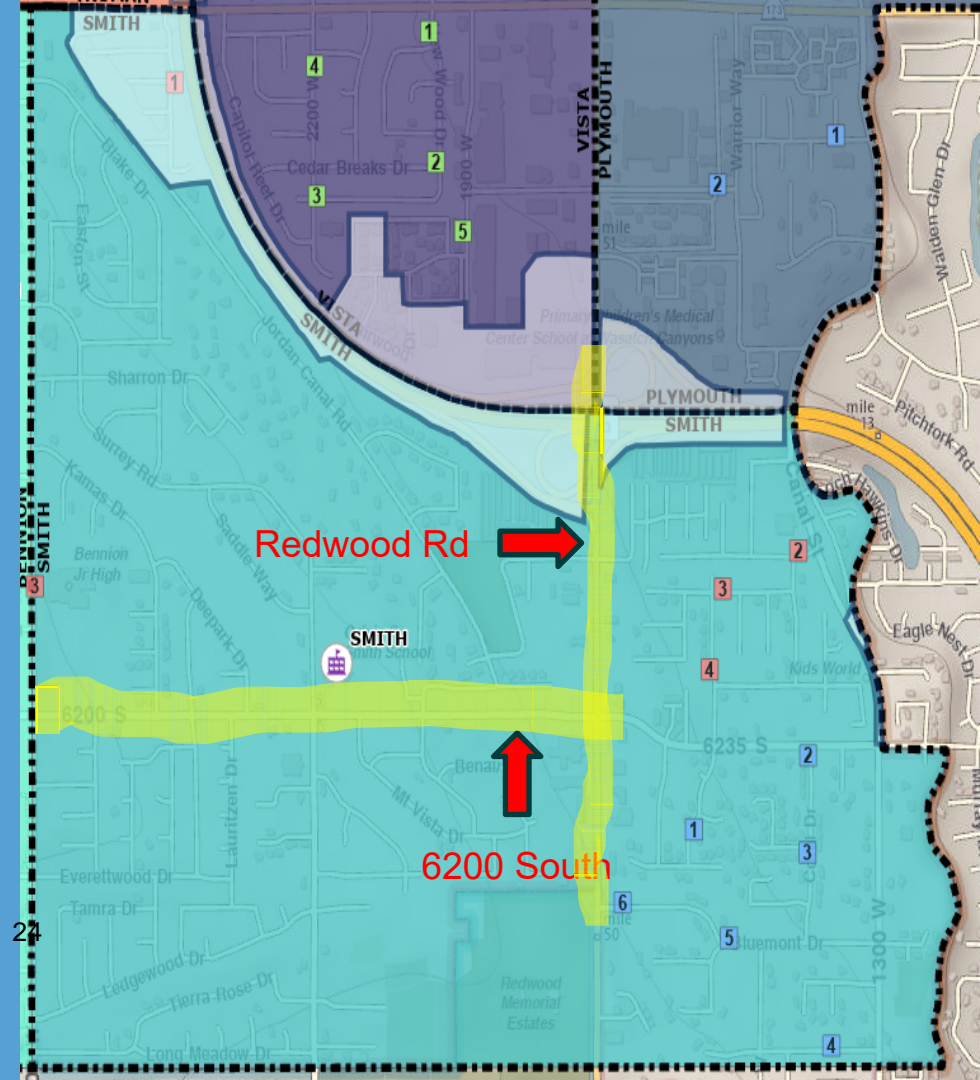 SMITH
173
1
1
4
VISTA
PLYMOUTH
2200 W
1900 W
Warrior Way
1
Blake Dr
Capitol Reef Dr
Cedar Breaks Dr
2
2
3
Walden Glen Dr
Easton St
5
mile
51
VISTA
SMITH
Primary Children's Medical
Center School at Wasatch Canyons
Jordan Canal Rd
Sharron Dr
PLYMOUTH
SMITH
mile
13
Pitchfork Rd
Surrey Rd
Kamas Dr
Canal St
Hawkins Dr
BENNION
SMITH
Saddle Way
Redwood Rd
2
Bennion
Jr High
3
3
Deepark Dr
SMITH
Smith School
Eagle Nest Dr
4
Kids World
6200 S
6235 S
2
Lauritzen Dr
Mt Vista Dr
1
3
6200 South
Everettwood Dr
6
Tamra Dr
24
mile
50
5
Bluemont Dr
1300 W
Ledgewood Dr
Tierra Rose Dr
Redwood
Memorial
Estates
4
Long Meadow Dr